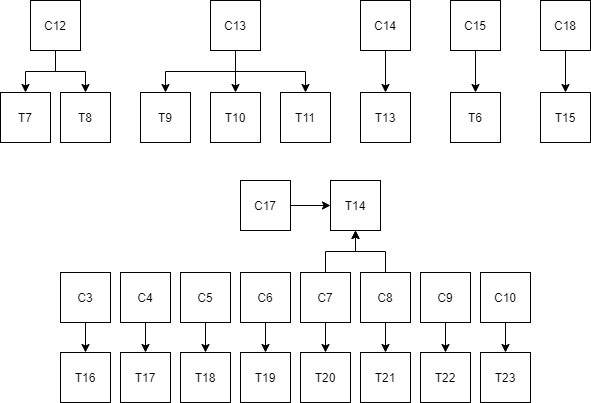 C12 C13 C14 C15 C18
T7 T8 T9 T10 T11 T13 T6 T15
C17 T14
C3 C4 C5 C6 C7 C8 C9 C10
T16 T17 T18 T19 T20 T21 T22 T23